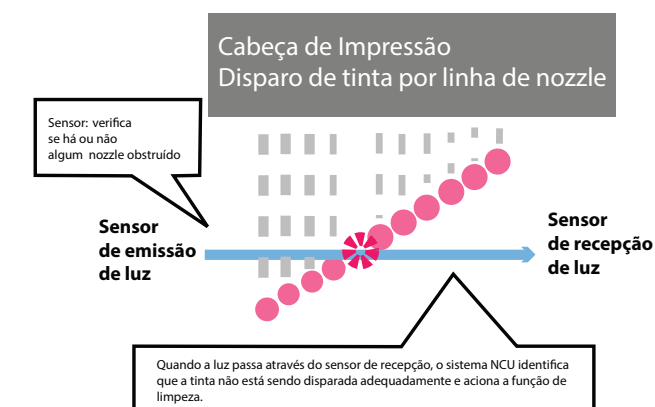 Cabeça de Impressão
Disparo de tinta por linha de nozzle
Sensor: verifica
se há ou não
algum nozzle obstruído
Sensor
de emissão
de luz
Sensor
de recepção
de luz
Quando a luz passa através do sensor de recepção, o sistema NCU identifica
que a tinta não está sendo disparada adequadamente e aciona a função de
limpeza.